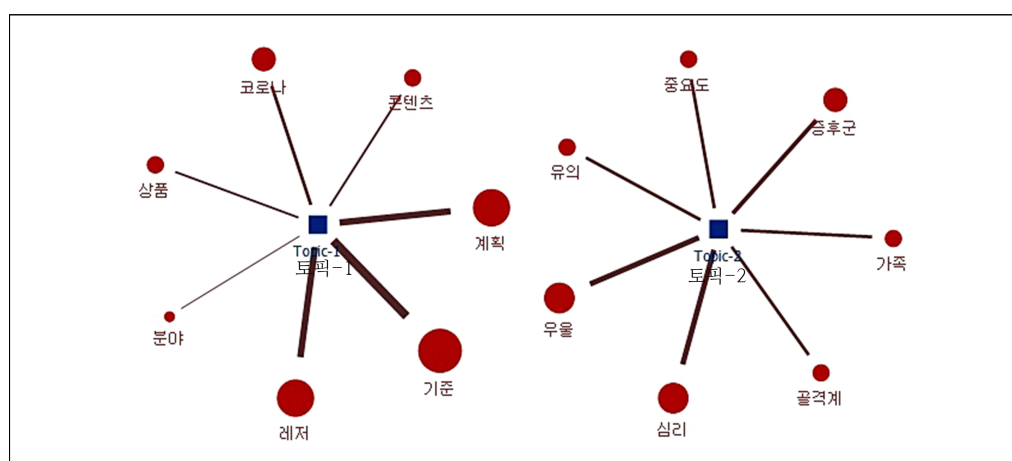 코로나
콘텐츠
상품
계획
Topic-1
토픽-1
분야
기준
레저
중요도
증후군
유의
가족
Topic-2
토픽-2
우울
골격계
심리